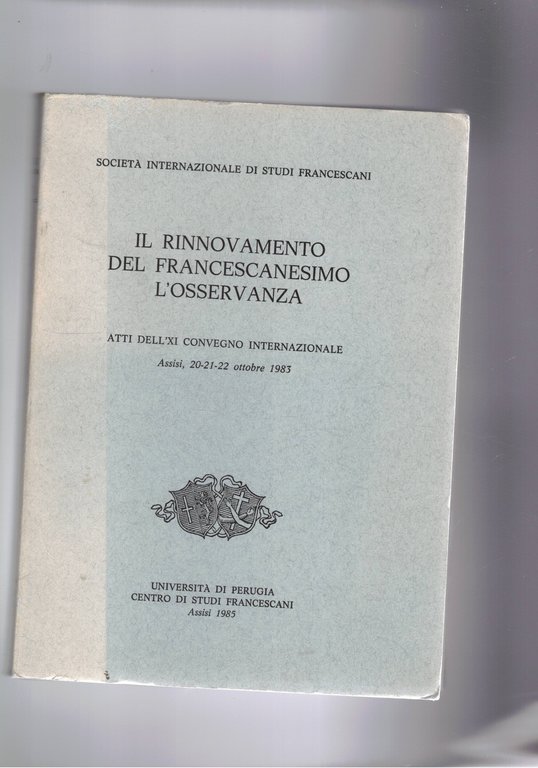 SOCIETÀ INTERNAZIONALE DI STUDI FRANCESCANI
IL RINNOVAMENTO
DEL FRANCESCANESIMO
L'OSSERVANZA
ATTI DELL'XI CONVEGNO INTERNAZIONALE
Assisi, 20-21-22 ottobre 1983
UNIVERSITÀ DI PERUGIA
CENTRO DI STUDI FRANCESCANI
Assisi 1985